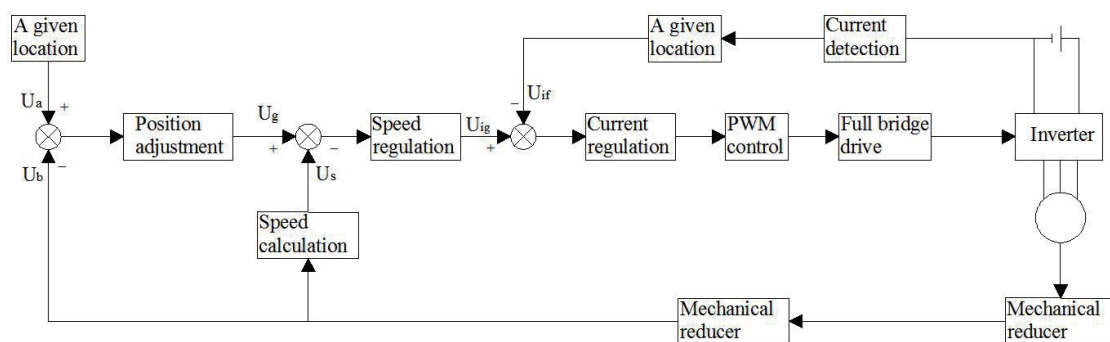 A given
location
A given
location
Current
detection
Ua
+
Uif
−
Position
adjustment
Ug
+
−
Speed
regulation
Uig
+
Current
regulation
PWM
control
Full bridge
drive
Inverter
Ub
−
Us
Speed
calculation
Mechanical
reducer
Mechanical
reducer